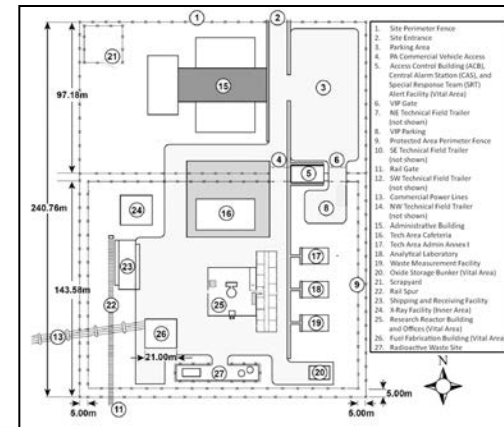 1
2
21
97.18m
15
3
4
5
6
240.76m
24
16
8
143.58m
23
17
25
18
9
22
19
13
26
21.00m
27
20
N
5.00m
5.00m
11
5.00m
1. Site Perimeter Fence
2. Site Entrance
3. Parking Area
4. PA Commercial Vehicle Access
5. Access Control Building (ACB),
Central Alarm Station (CAS), and
Special Response Team (SRT)
Alert Facility (Vital Area)
6. VIP Gate
7. NE Technical Field Trailer
(not shown)
8. VIP Parking
9. Protected Area Perimeter Fence
10. SE Technical Field Trailer
(not shown)
11. Rail Gate
12. SW Technical Field Trailer
(not shown)
13. Commercial Power Lines
14. NW Technical Field Trailer
(not shown)
15. Administrative Building
16. Tech Area Cafeteria
17. Tech Area Admin Annex I
18. Analytical Laboratory
19. Waste Measurement Facility
20. Oxide Storage Bunker (Vital Area)
21. Scrapyard
22. Rail Spur
23. Shipping and Receiving Facility
24. X-Ray Facility (Inner Area)
25. Research Reactor Building
and Offices (Vital Area)
26. Fuel Fabrication Building (Vital Area)
27. Radioactive Waste Site